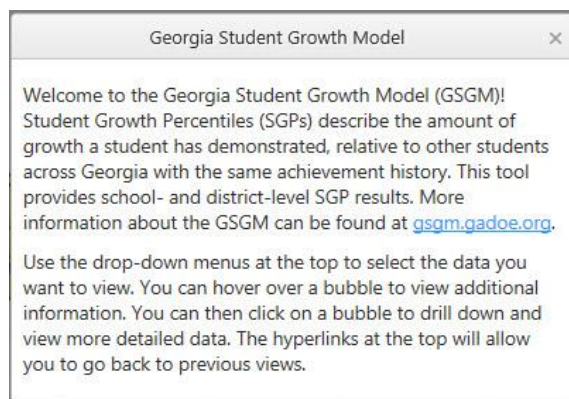 Georgia Student Growth Model ×
Welcome to the Georgia Student Growth Model (GSGM)!
Student Growth Percentiles (SGPs) describe the amount of
growth a student has demonstrated, relative to other students
across Georgia with the same achievement history. This tool
provides school- and district-level SGP results. More
information about the GSGM can be found at gsgm.gadoe.org.
Use the drop-down menus at the top to select the data you
want to view. You can hover over a bubble to view additional
information. You can then click on a bubble to drill down and
view more detailed data. The hyperlinks at the top will allow
you to go back to previous views.